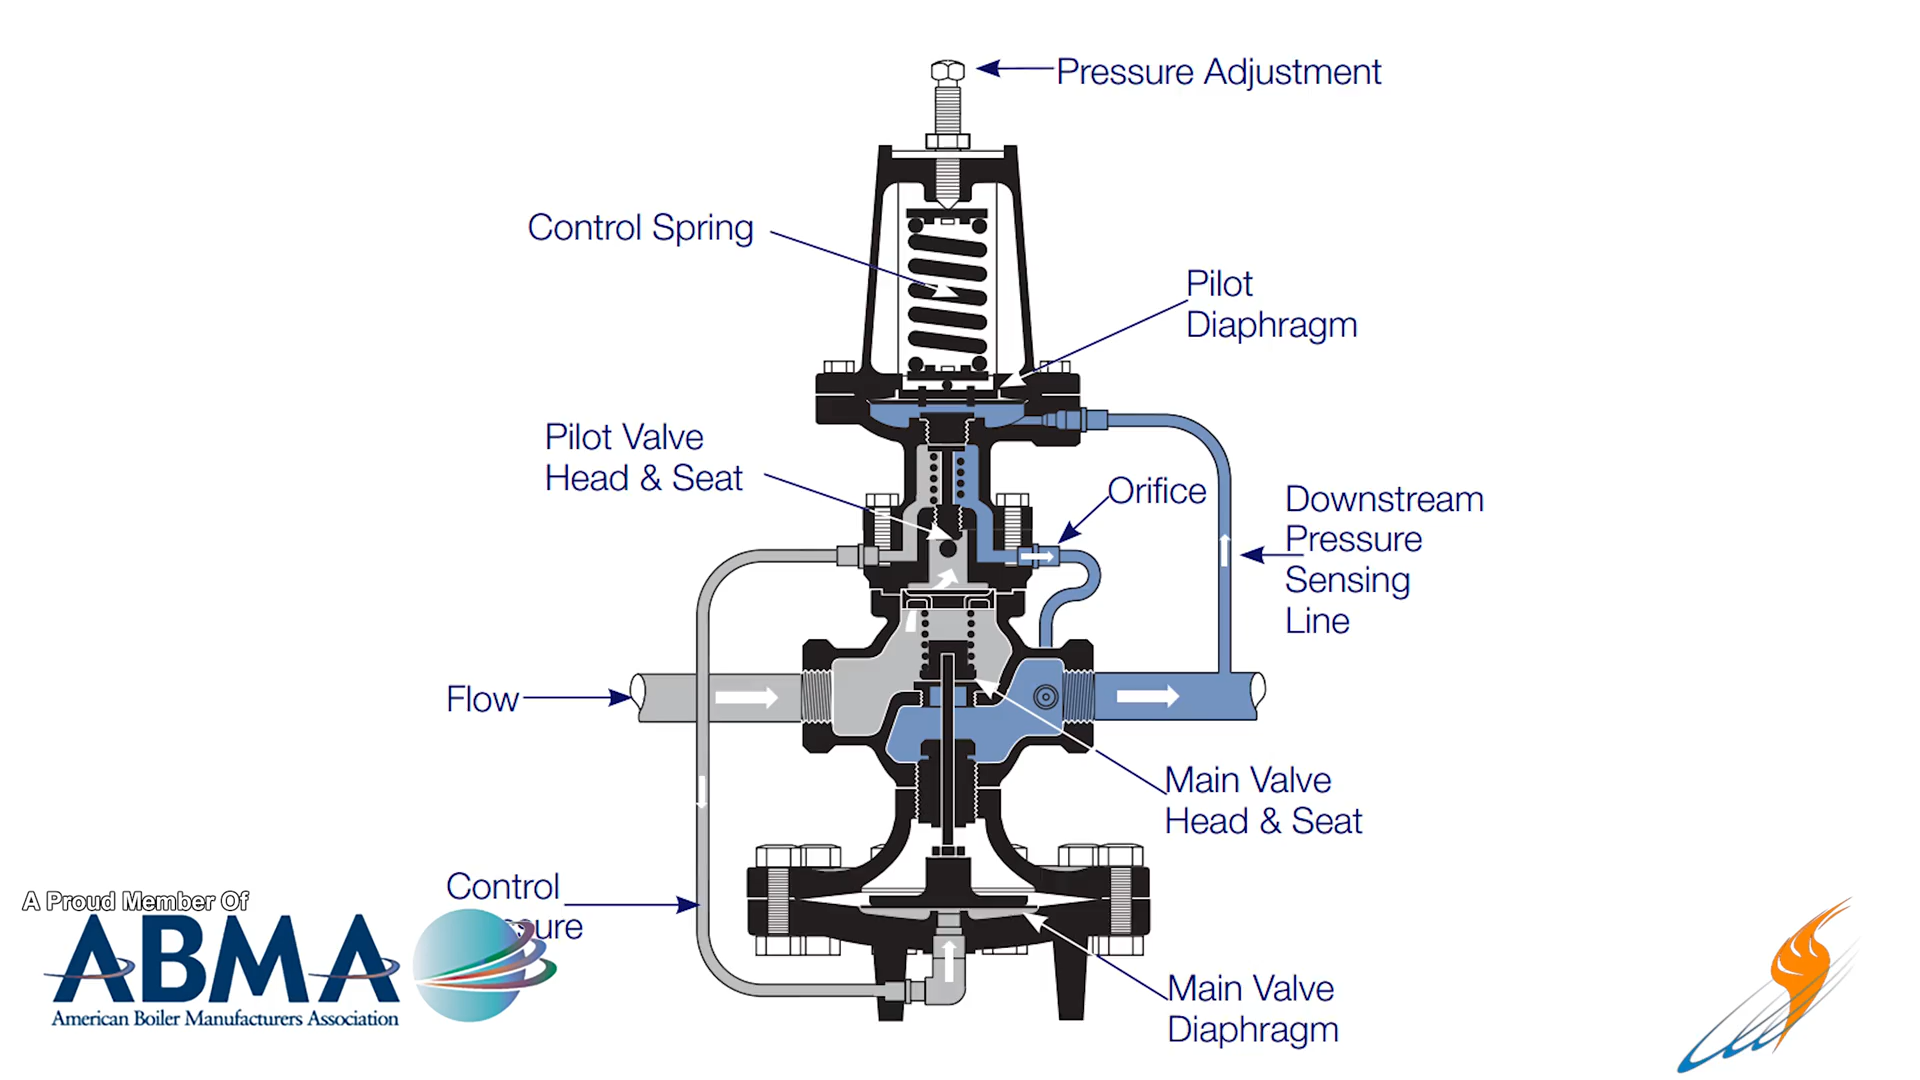 Pressure Adjustment
Control Spring
Pilot
Diaphragm
Pilot Valve
Head & Seat
Orifice
Downstream
Pressure
Sensing
Line
Flow
Main Valve
Head & Seat
Control
sure
Main Valve
Diaphragm
A Proud Member Of
ABMA
American Boiler Manufacturers Association